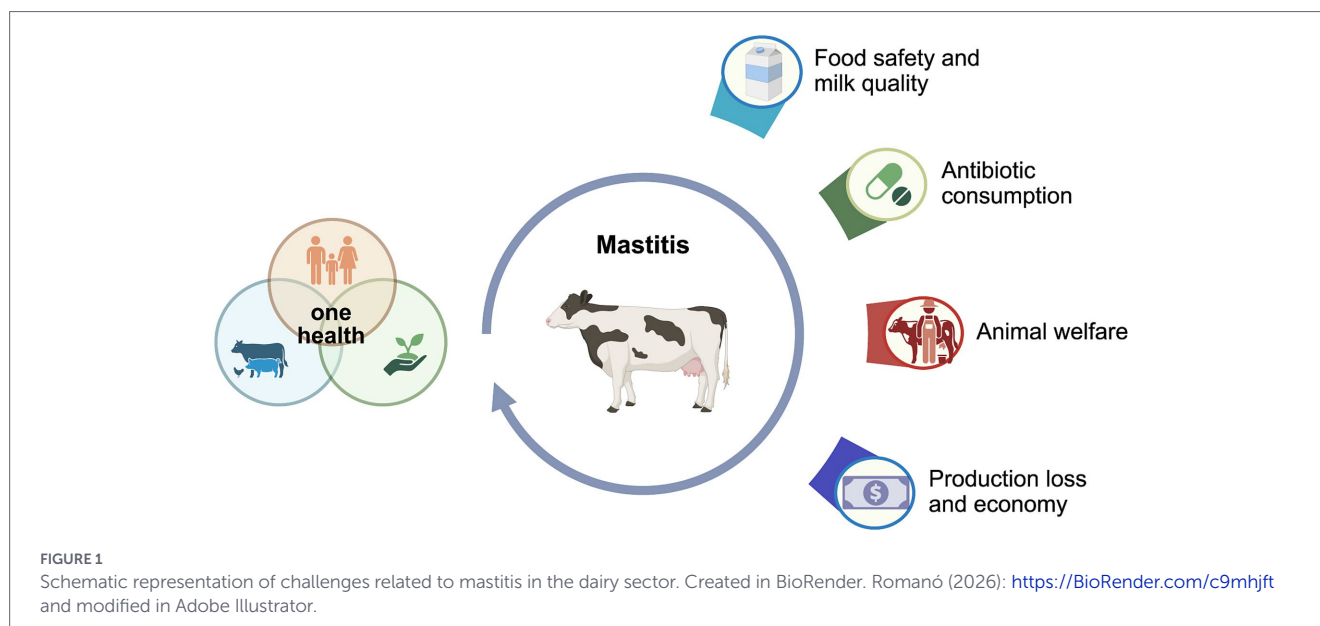 Food safety and
milk quality
Antibiotic
consumption
Mastitis
one
health
Animal welfare
$
Production loss
and economy
FIGURE 1
Schematic representation of challenges related to mastitis in the dairy sector. Created in BioRender. Romanó (2026): https://BioRender.com/c9mhjft
and modified in Adobe Illustrator.